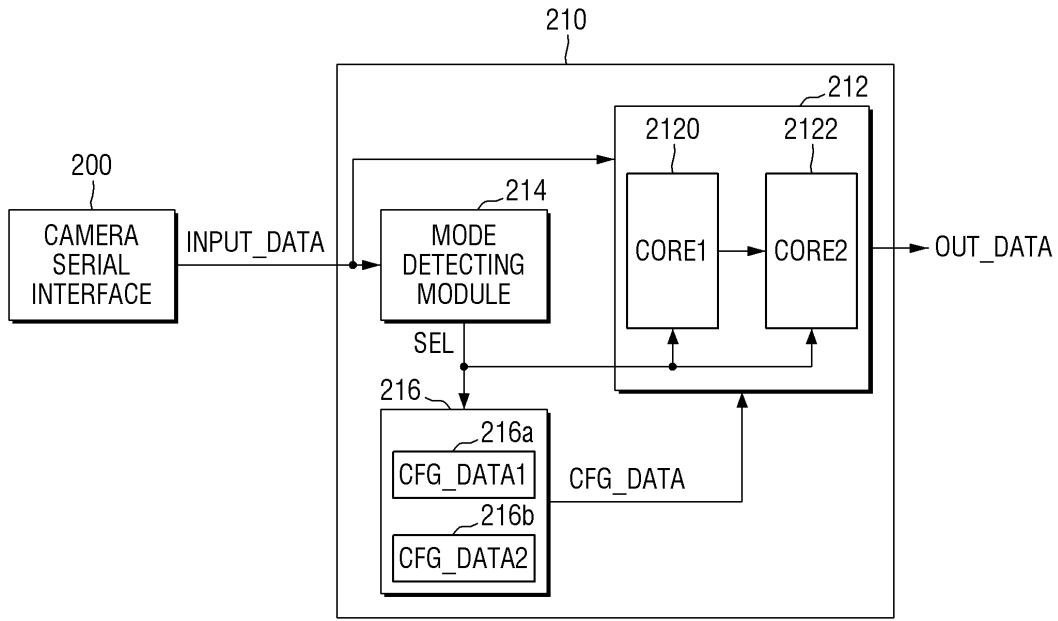 210
212
2120
2122
200
214
CAMERA
SERIAL
INTERFACE
INPUT_DATA
MODE
DETECTING
MODULE
CORE1
CORE2
OUT_DATA
SEL
216
216a
CFG_DATA1
CFG_DATA
216b
CFG_DATA2